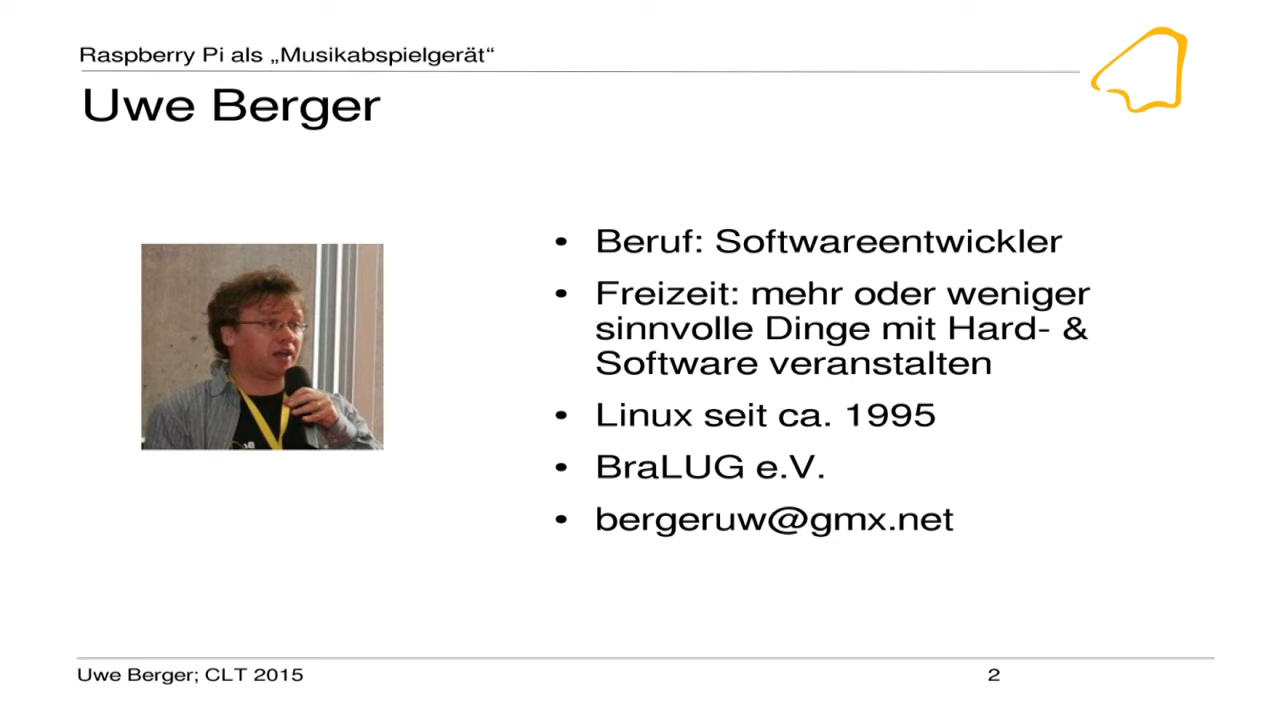 Raspberry Pi als „Musikabspielgerät“
Uwe Berger
• Beruf: Softwareentwickler
• Freizeit: mehr oder weniger
sinnvolle Dinge mit Hard- &
Software veranstalten
• Linux seit ca. 1995
• BraLUG e.V.
• bergeruw@gmx.net
Uwe Berger; CLT 2015
2